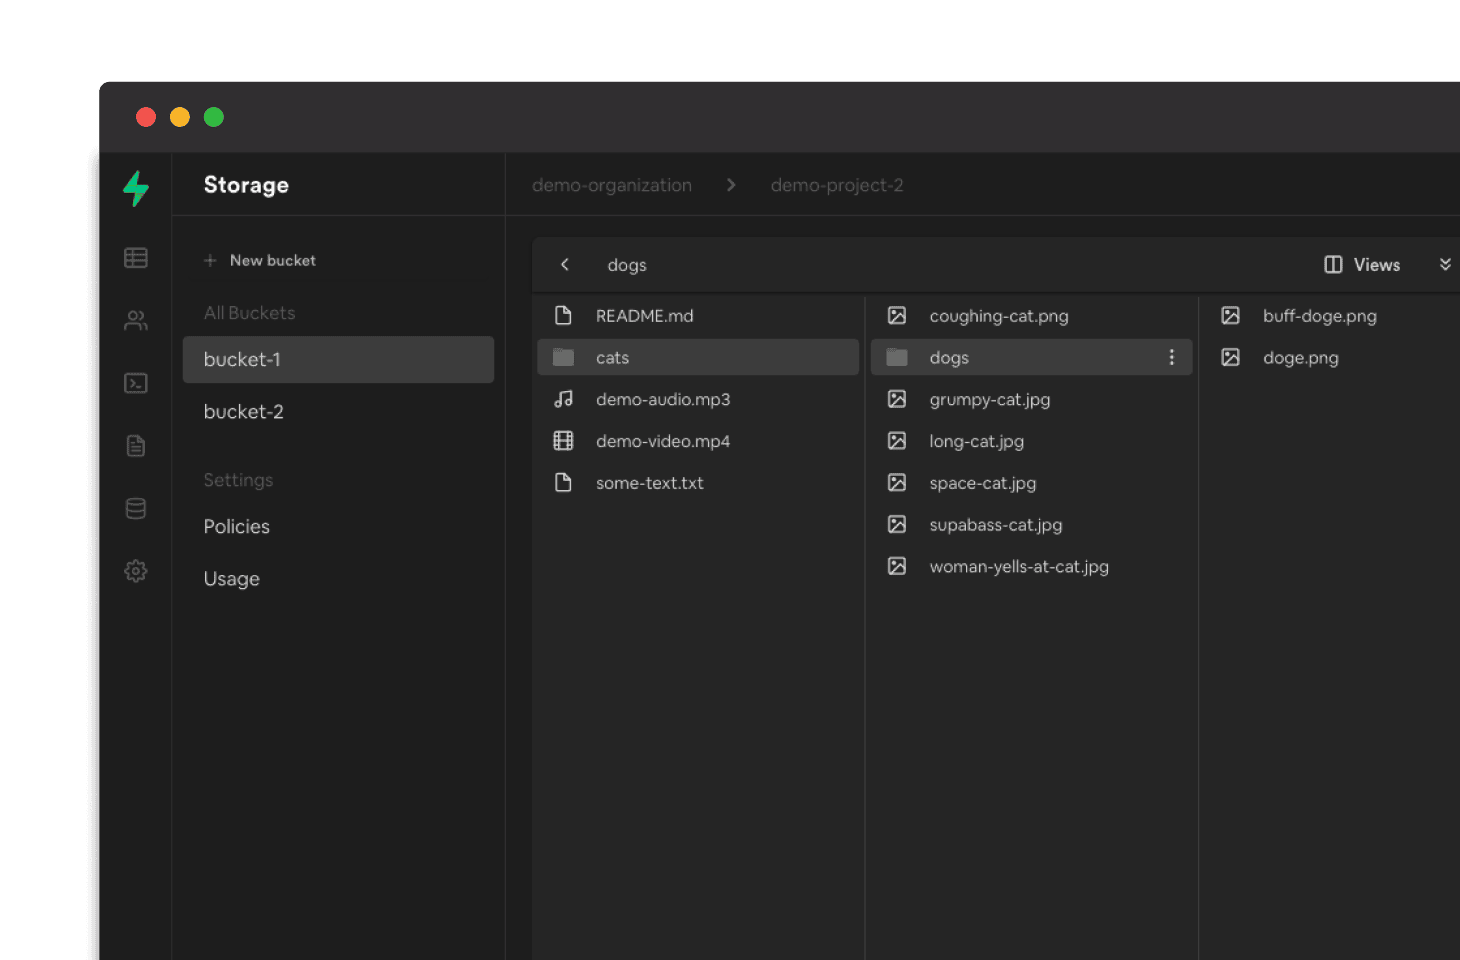 Storage
demo-organization
demo-project-2
New bucket
All Buckets
bucket-1
bucket-2
Settings
Policies
Usage
dogs
Views
README.md
cats
demo-audio.mp3
demo-video.mp4
some-text.txt
coughing-cat.png
dogs
grumpy-cat.jpg
long-cat.jpg
space-cat.jpg
supabass-cat.jpg
woman-yells-at-cat.jpg
buff-doge.png
doge.png